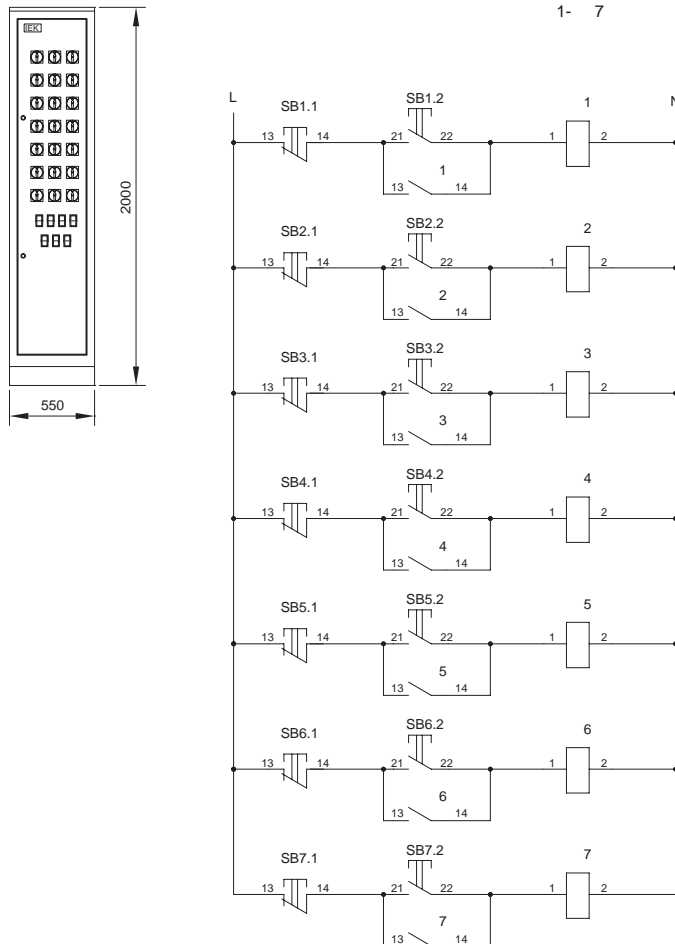 IEK
2000
550
1- 7
L
N
SB1.1 SB1.2 1
13 14 21 22 1 2
1
13 14
SB2.1 SB2.2 2
13 14 21 22 1 2
2
13 14
SB3.1 SB3.2 3
13 14 21 22 1 2
3
13 14
SB4.1 SB4.2 4
13 14 21 22 1 2
4
13 14
SB5.1 SB5.2 5
13 14 21 22 1 2
5
13 14
SB6.1 SB6.2 6
13 14 21 22 1 2
6
13 14
SB7.1 SB7.2 7
13 14 21 22 1 2
7
13 14